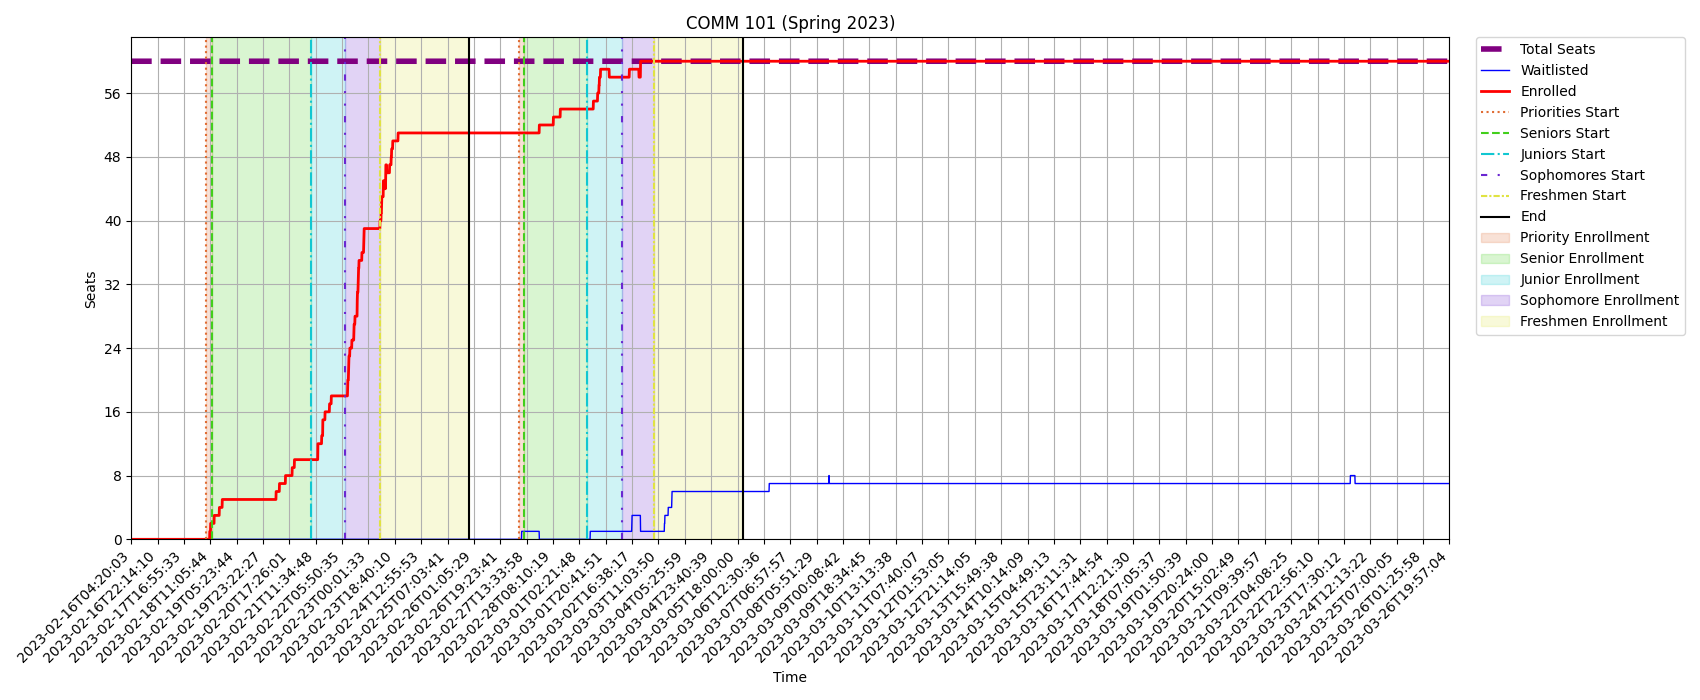 COMM 101 (Spring 2023)
Seats
56
48
40
32
24
16
8
0
2023-02-16T04:20:03
2023-02-16T22:14:10
2023-02-17T16:55:33
2023-02-18T11:05:44
2023-02-19T05:23:44
2023-02-19T23:22:27
2023-02-20T17:26:01
2023-02-21T11:34:48
2023-02-22T05:50:35
2023-02-23T00:01:33
2023-02-23T18:40:10
2023-02-24T12:55:53
2023-02-25T07:03:41
2023-02-26T01:05:29
2023-02-26T19:23:41
2023-02-27T13:33:58
2023-02-28T08:10:19
2023-03-01T02:21:48
2023-03-01T20:41:51
2023-03-02T16:38:17
2023-03-03T11:03:50
2023-03-04T05:25:59
2023-03-04T23:40:39
2023-03-05T18:00:00
2023-03-06T12:30:36
2023-03-07T06:57:57
2023-03-08T05:51:29
2023-03-09T00:08:42
2023-03-09T18:34:45
2023-03-10T13:13:38
2023-03-11T07:40:07
2023-03-12T01:53:05
2023-03-12T21:14:05
2023-03-13T15:49:38
2023-03-14T10:14:09
2023-03-15T04:49:13
2023-03-15T23:11:31
2023-03-16T17:44:54
2023-03-17T12:21:30
2023-03-18T07:05:37
2023-03-19T01:50:39
2023-03-19T20:24:00
2023-03-20T15:02:49
2023-03-21T09:39:57
2023-03-22T04:08:25
2023-03-22T22:56:10
2023-03-23T17:30:12
2023-03-24T12:13:22
2023-03-25T07:00:05
2023-03-26T01:25:58
2023-03-26T19:57:04
Time
Total Seats
Waitlisted
Enrolled
Priorities Start
Seniors Start
Juniors Start
Sophomores Start
Freshmen Start
End
Priority Enrollment
Senior Enrollment
Junior Enrollment
Sophomore Enrollment
Freshmen Enrollment